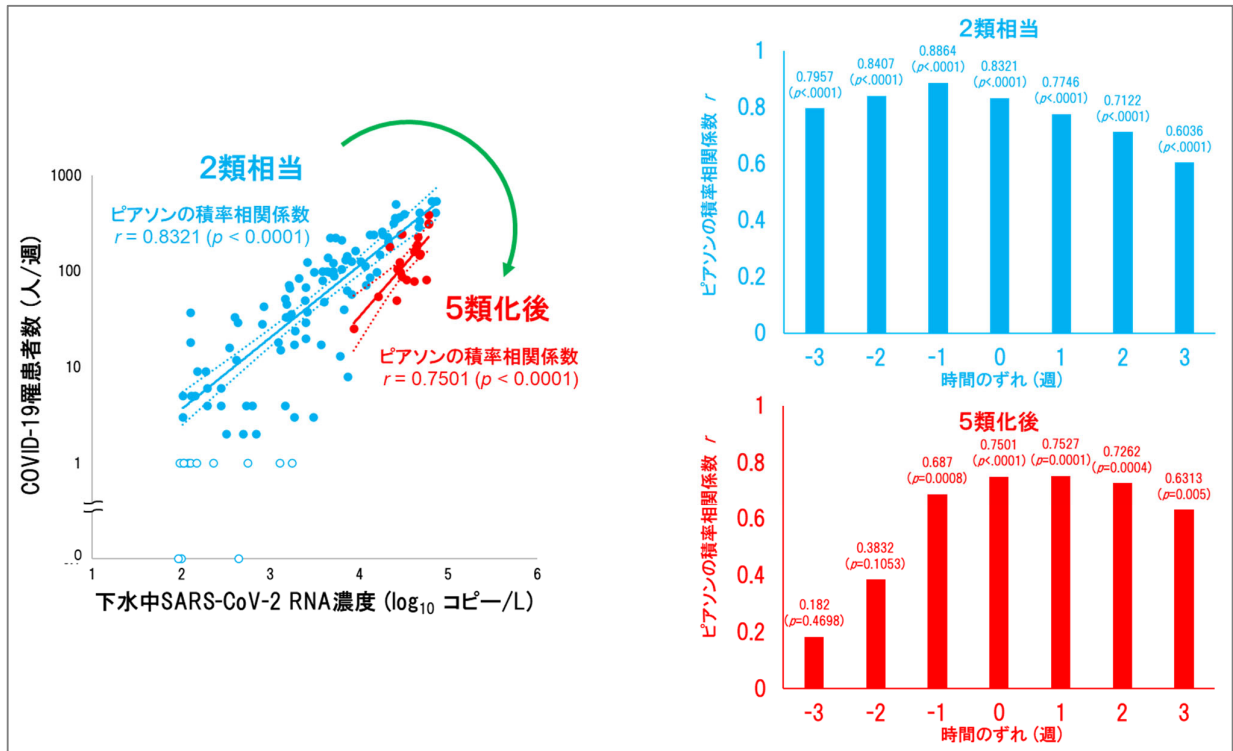 2類相当
ピアソンの積率相関係数
r = 0.8321 (p < 0.0001)
5類化後
ピアソンの積率相関係数
r = 0.7501 (p < 0.0001)
COVID-19罹患者数 (人/週)
1000
100
10
1
0
1 2 3 4 5 6
下水中SARS-CoV-2 RNA濃度 (log10 コピー/L)
2類相当
ピアソンの積率相関係数 r
1
0.8
0.6
0.4
0.2
0
0.7957
(p<.0001)
0.8407
(p<.0001)
0.8864
(p<.0001)
0.8321
(p<.0001)
0.7746
(p<.0001)
0.7122
(p<.0001)
0.6036
(p<.0001)
-3 -2 -1 0 1 2 3
時間のずれ (週)
5類化後
ピアソンの積率相関係数 r
1
0.8
0.6
0.4
0.2
0
0.182
(p=0.4698)
0.3832
(p=0.1053)
0.687
(p=0.0008)
0.7501
(p<.0001)
0.7527
(p=0.0001)
0.7262
(p=0.0004)
0.6313
(p=0.005)
-3 -2 -1 0 1 2 3
時間のずれ (週)